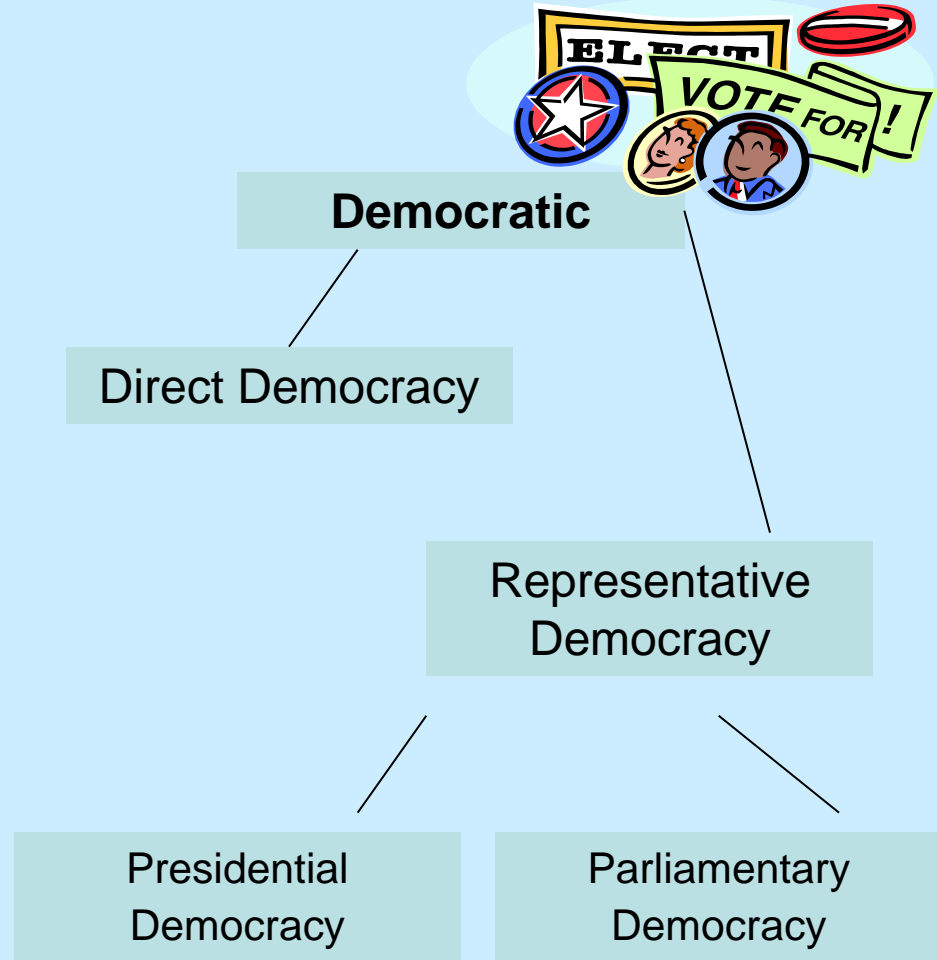 ELECT
VOTE FOR !
Democratic
Direct Democracy
Representative
Democracy
Presidential
Democracy
Parliamentary
Democracy